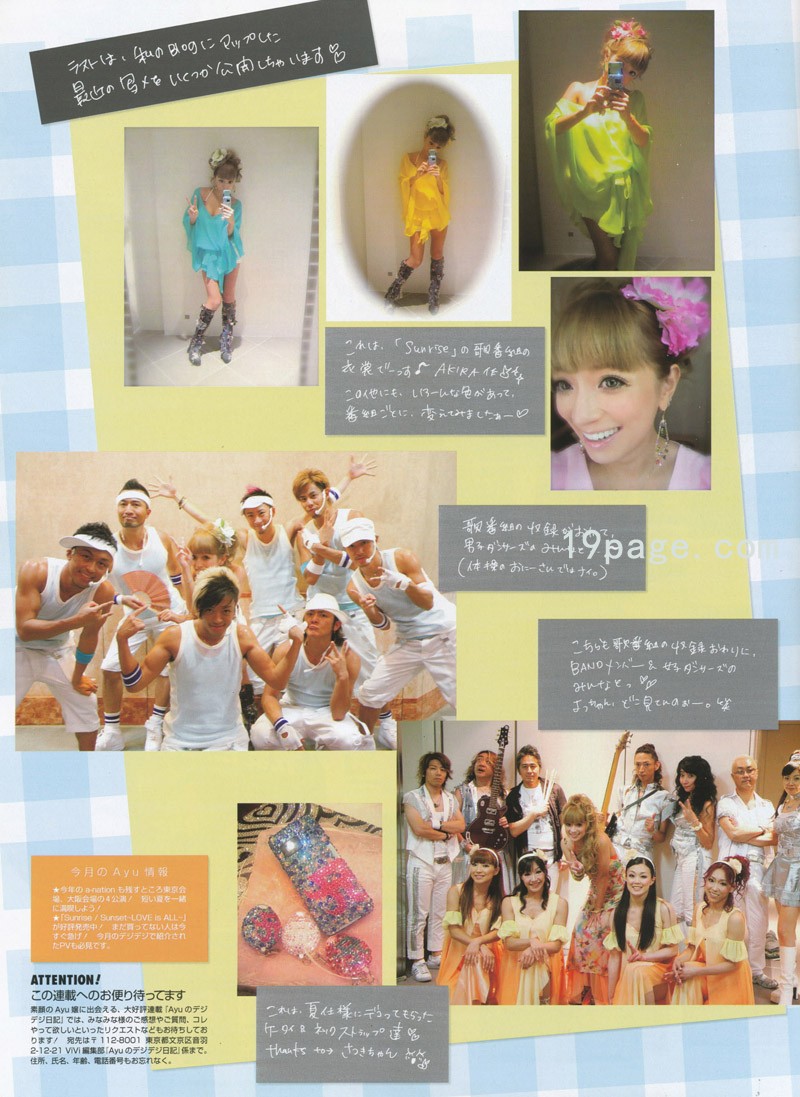 ラストは、私のBlogにアップした
最近の写メをいくつか公開しちゃいます
これは、「Sunrise」の歌番組の
衣裳でーっす♪ AKIRA作
この他にも、いろーんな色があって、
番組ごとに、変えてみましたぁー♡
歌番組の収録がおわって、
男子ダンサーズのみんなと
(体操のおにーさんではナイ。)
19page.com
こちらも歌番組の収録おわりに、
BANDメンバー&女子ダンサーズの
みんなとっ♡
よっちゃん、どこ見てんのぉー。笑
今月のAyu情報
★今年のa-nationも残すところ東京会
場、大阪会場の4公演! 短い夏を一緒
に満喫しよう!
★「Sunrise / Sunset~LOVE is ALL~」
が好評発売中! まだ買ってない人は今
すぐ急げ! 今月のデジデジで紹介され
たPVも必見です。
ATTENTION!
この連載へのお便り待ってます
素顔のAyu嬢に出会える、大好評連載「Ayuのデジ
デジ日記」では、みなみな様のご感想やご質問、コレ
やって欲しいといったリクエストなどもお待ちしてお
ります! 宛先は〒112-8001 東京都文京区音羽
2-12-21 ViVi編集部「Ayuのデジデジ日記」係まで。
住所、氏名、年齢、電話番号もお忘れなく。
これは、夏仕様にデコってもらった
ケータイ&ネックストラップ達
thanks to→ さつきちゃん